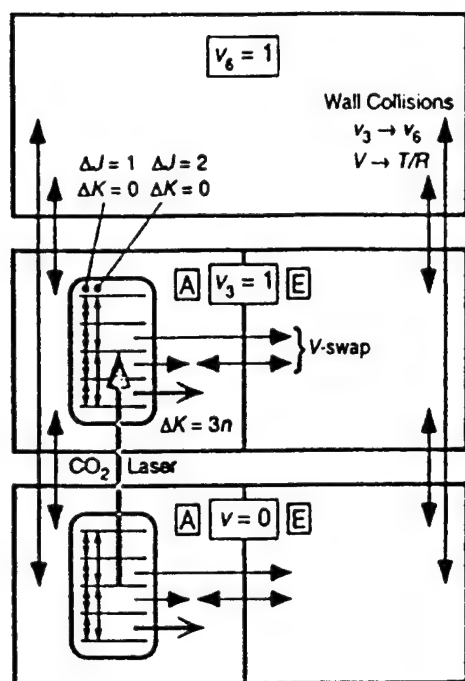 v₆ = 1
Wall Collisions
v₃ → v₆
V → T/R
ΔJ = 1 ΔJ = 2
ΔK = 0 ΔK = 0
A v₃ = 1 E
V-swap
ΔK = 3n
CO₂ Laser
A v = 0 E